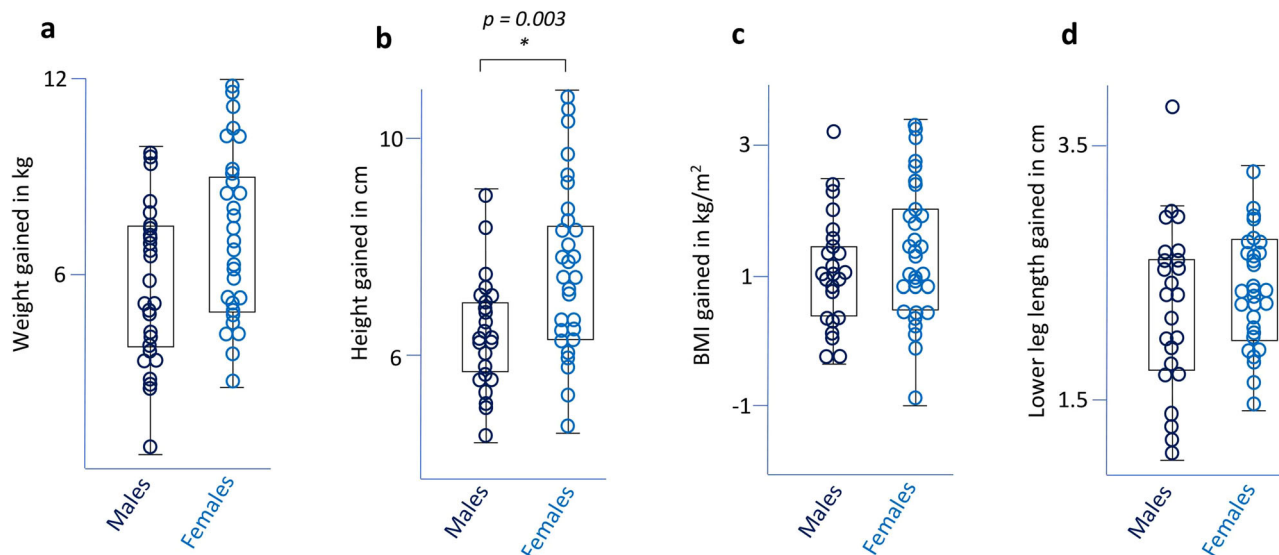 a
Weight gained in kg
12
6
Males
Females
b
p = 0.003
*
Height gained in cm
10
6
Males
Females
c
BMI gained in kg/m²
3
1
-1
Males
Females
d
Lower leg length gained in cm
3.5
1.5
Males
Females